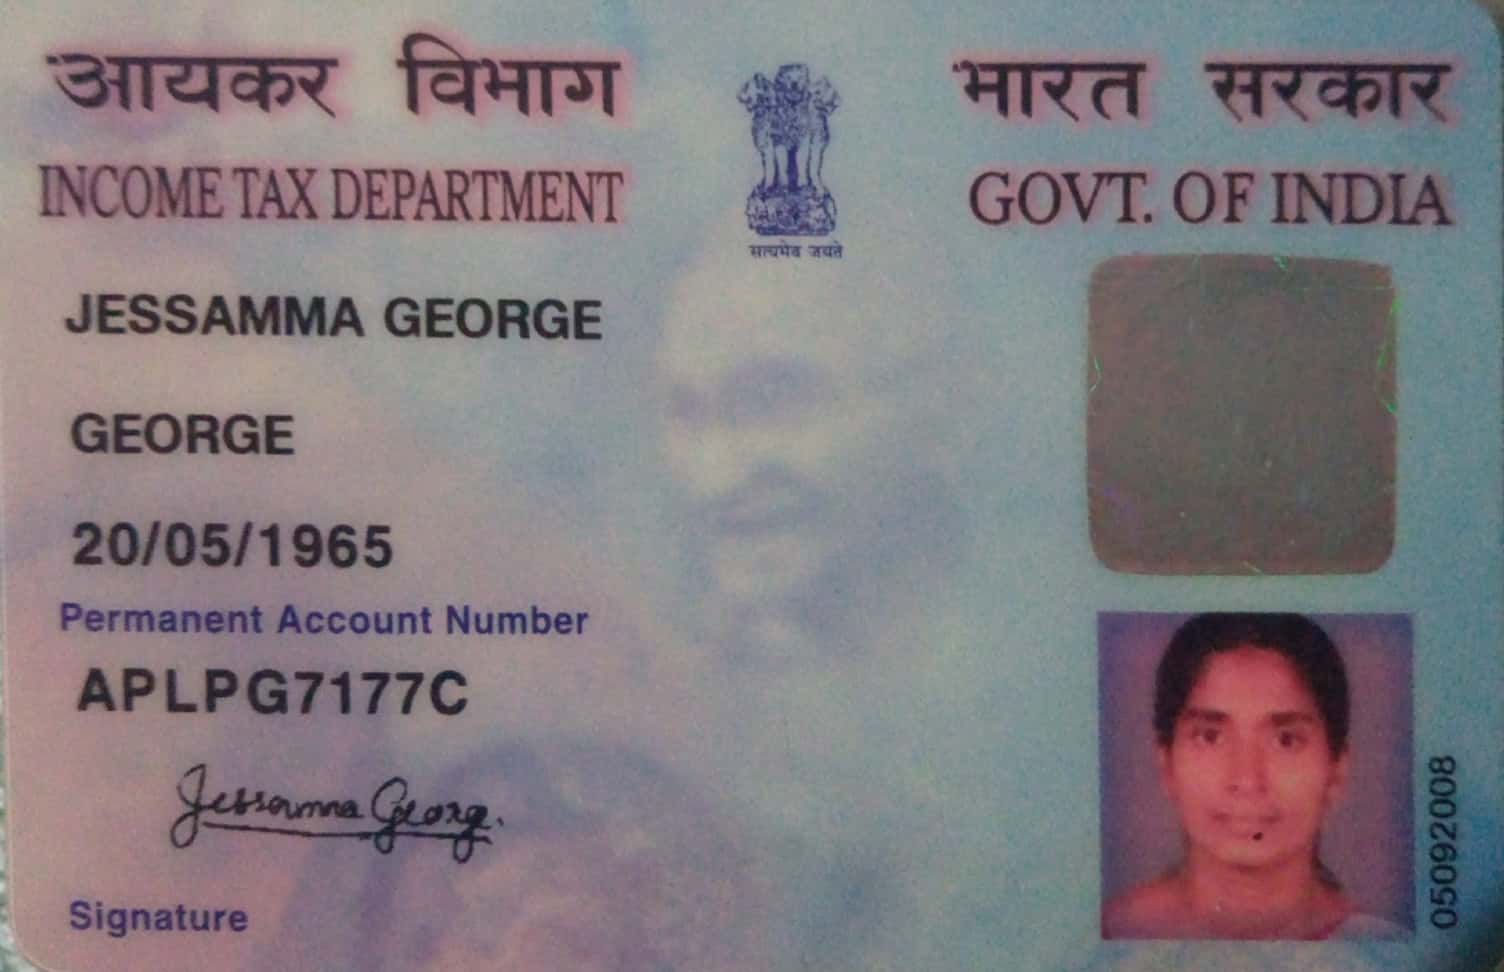 आयकर विभाग
INCOME TAX DEPARTMENT
सत्यमेव जयते
भारत सरकार
GOVT. OF INDIA
JESSAMMA GEORGE
GEORGE
20/05/1965
Permanent Account Number
APLPG7177C
Jessamma George.
Signature
05092008